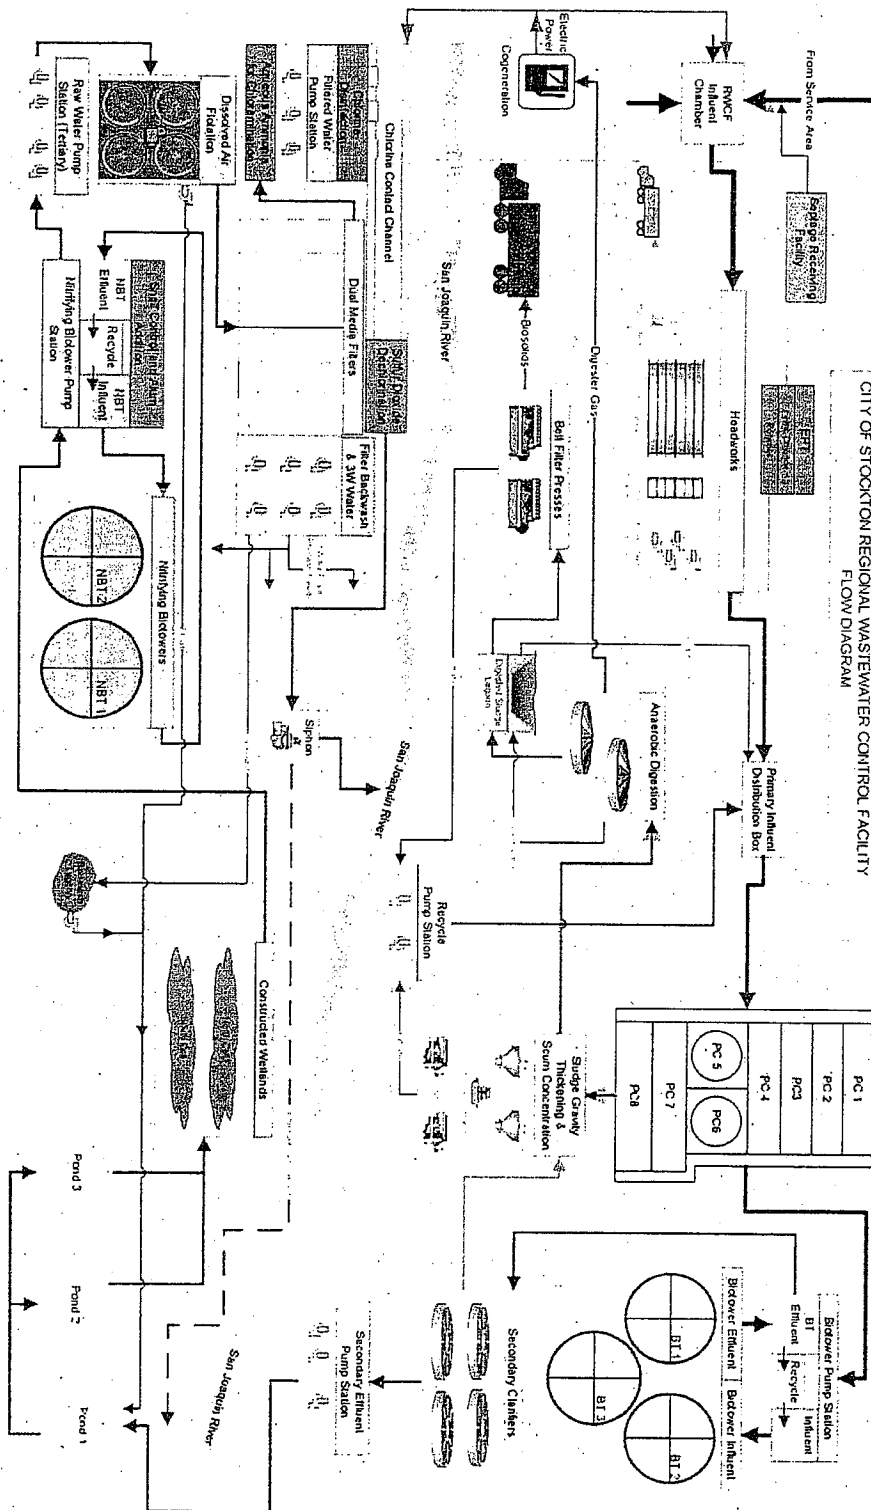 CITY OF STOCKTON REGIONAL WASTEWATER CONTROL FACILITY
FLOW DIAGRAM
From Service Area
Septage Receiving
Facility
RWCF
Influent
Chamber
Headworks
Primary Influent
Distribution Box
PC 1
PC 2
PC3
PC 4
PC 5
PC6
PC 7
PC8
Biotower Pump Station
BT
Effluent
Recycle
Influent
Biotower Effluent
Biotower Influent
BT 1
BT 2
BT 3
Secondary Clarifiers
Secondary Effluent
Pump Station
Sludge Gravity
Thickening &
Scum Concentration
Anaerobic Digestion
Digested Sludge
Lagoon
Digester Gas
Electric
Power
Cogeneration
Biosolids
Belt Filter Presses
Recycle
Pump Station
San Joaquin River
San Joaquin River
San Joaquin River
Siphon
Chlorine Contact Channel
Sulfur Dioxide
Dechlorination
Dual Media Filters
Filter Backwash
& 3W Water
Filtered Water
Pump Station
Dissolved Air
Flotation
Raw Water Pump
Station (Tertiary)
NBT
Effluent
Recycle
NBT
Influent
Nitrifying Biotower Pump
Station
Nitrifying Biotowers
NBT 2
NBT 1
Constructed Wetlands
Pond 3
Pond 2
Pond 1